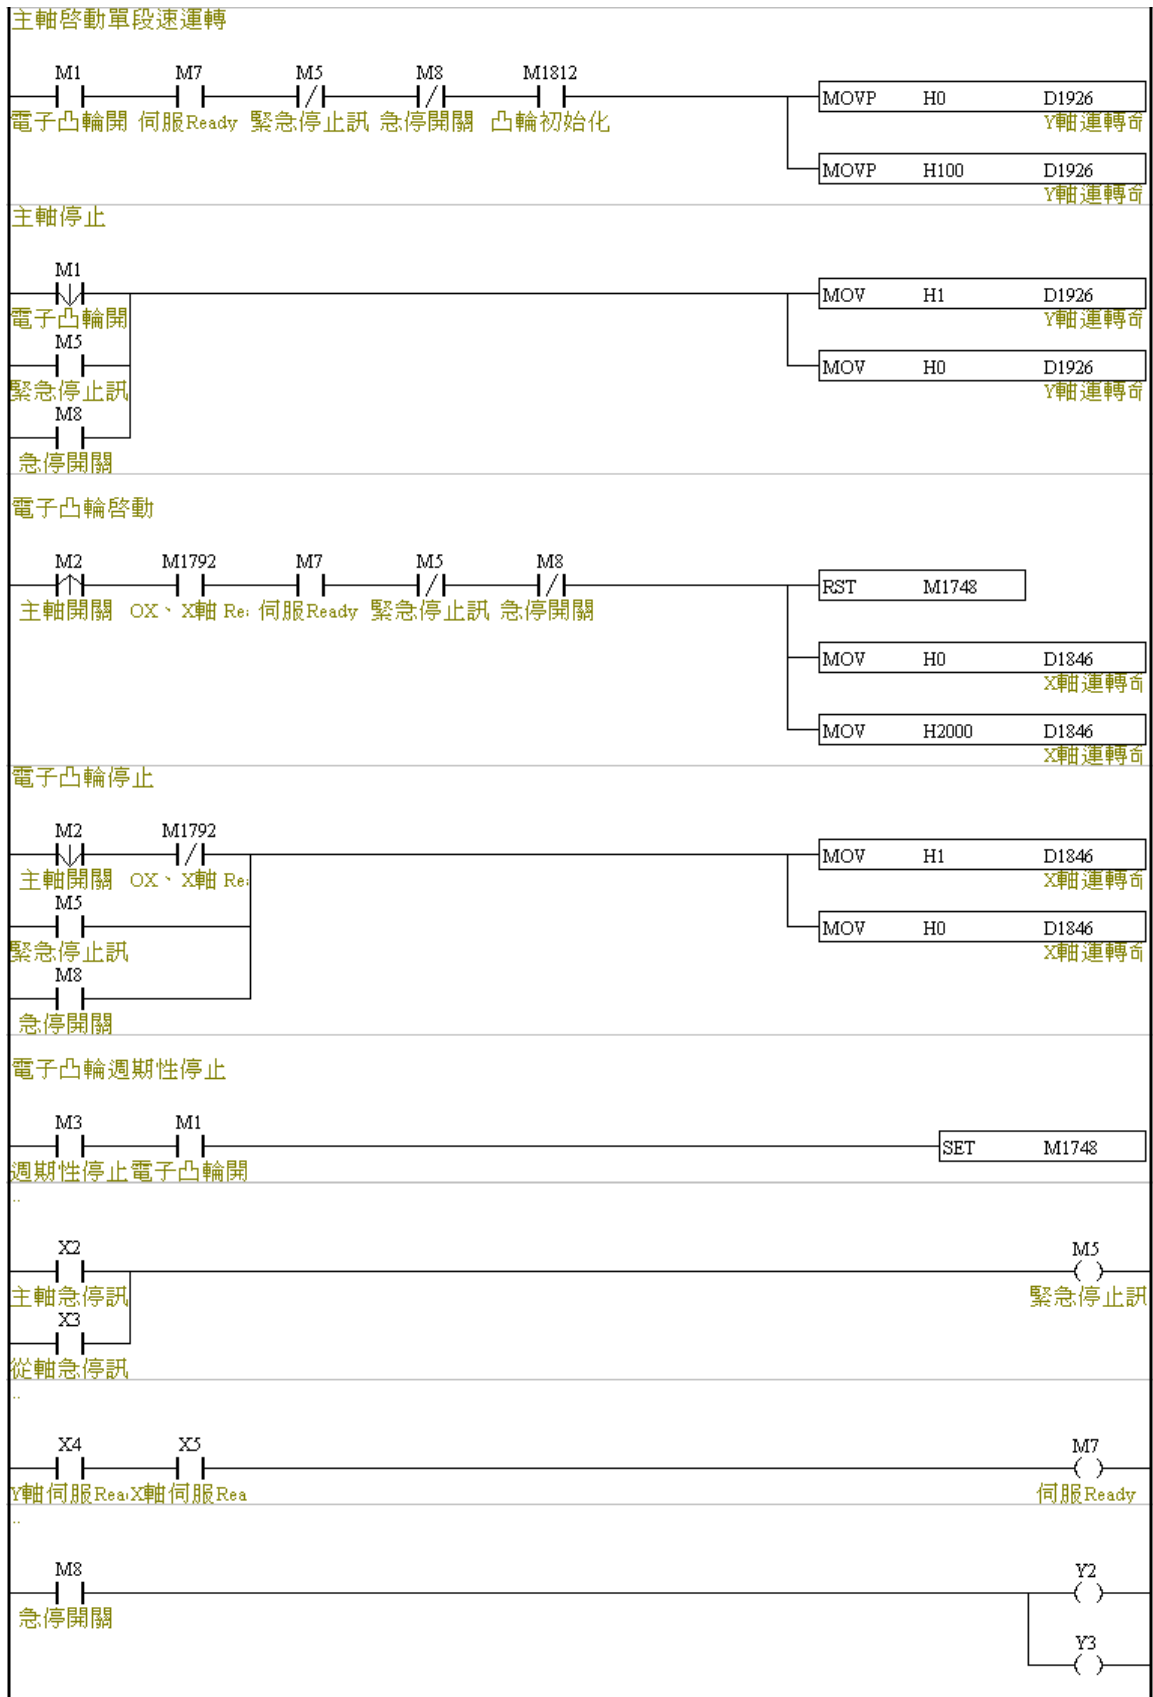 主軸啓動單段速運轉
M1 M7 M5 M8 M1812
MOVP H0 D1926
電子凸輪開 伺服Ready 緊急停止訊 急停開關 凸輪初始化 Y軸運轉命
MOVP H100 D1926
Y軸運轉命
主軸停止
M1
MOV H1 D1926
電子凸輪開 Y軸運轉命
M5
MOV H0 D1926
緊急停止訊 Y軸運轉命
M8
急停開關
電子凸輪啓動
M2 M1792 M7 M5 M8
RST M1748
主軸開關 OX、X軸 Re 伺服Ready 緊急停止訊 急停開關
MOV H0 D1846
X軸運轉命
MOV H2000 D1846
X軸運轉命
電子凸輪停止
M2 M1792
MOV H1 D1846
主軸開關 OX、X軸 Re X軸運轉命
M5
MOV H0 D1846
緊急停止訊 X軸運轉命
M8
急停開關
電子凸輪週期性停止
M3 M1
SET M1748
週期性停止 電子凸輪開
..
X2 M5
主軸急停訊 緊急停止訊
X3
從軸急停訊
..
X4 X5 M7
Y軸伺服Rea X軸伺服Rea 伺服Ready
..
M8 Y2
急停開關
Y3